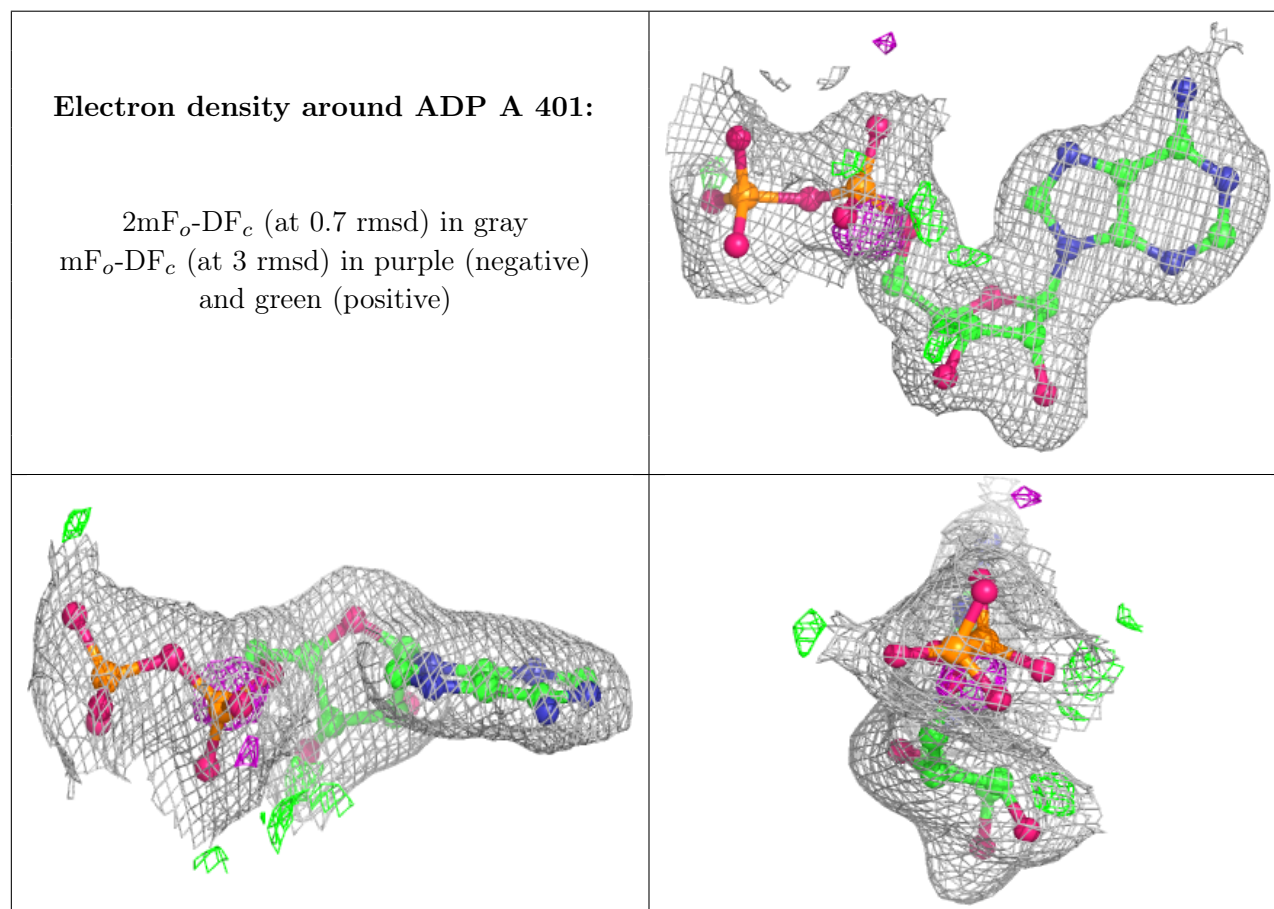 Electron density around ADP A 401:
2mFo-DFc (at 0.7 rmsd) in gray
mFo-DFc (at 3 rmsd) in purple (negative)
and green (positive)